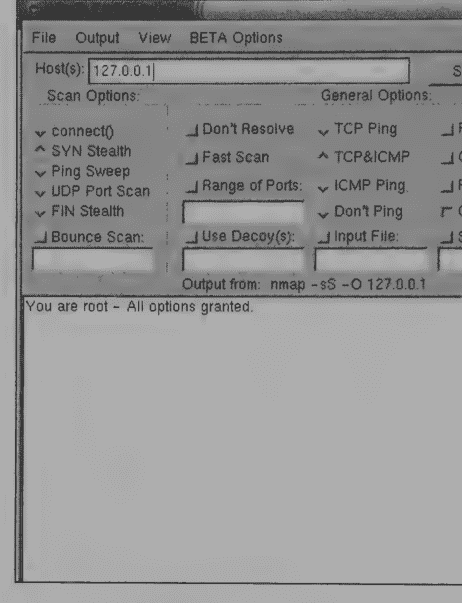 File Output View BETA Options
Host(s): 127.0.0.1
Scan Options: General Options:
connect() Don't Resolve TCP Ping
SYN Stealth Fast Scan TCP&ICMP
Ping Sweep Range of Ports: ICMP Ping
UDP Port Scan Don't Ping
FIN Stealth
Bounce Scan: Use Decoy(s): Input File:
Output from: nmap -sS -O 127.0.0.1
You are root - All options granted.